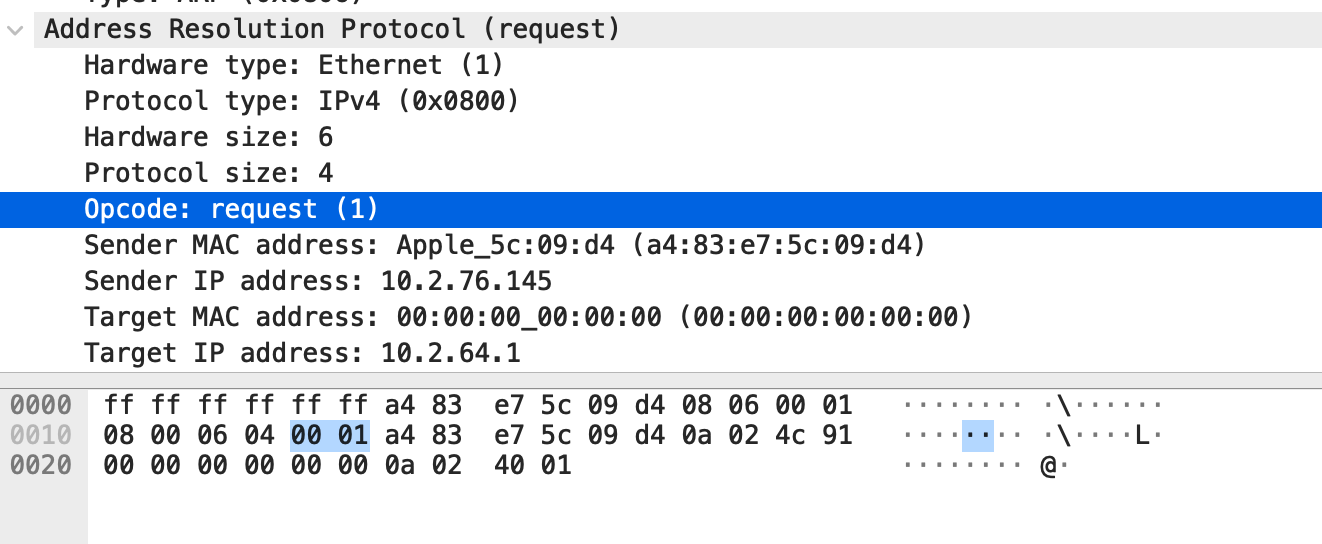 Type: ARP (0x0806)
Address Resolution Protocol (request)
Hardware type: Ethernet (1)
Protocol type: IPv4 (0x0800)
Hardware size: 6
Protocol size: 4
Opcode: request (1)
Sender MAC address: Apple_5c:09:d4 (a4:83:e7:5c:09:d4)
Sender IP address: 10.2.76.145
Target MAC address: 00:00:00_00:00:00 (00:00:00:00:00:00)
Target IP address: 10.2.64.1
0000 ff ff ff ff ff ff a4 83 e7 5c 09 d4 08 06 00 01 ········ ·\······
0010 08 00 06 04 00 01 a4 83 e7 5c 09 d4 0a 02 4c 91 ········ ·\····L·
0020 00 00 00 00 00 00 0a 02 40 01 ········ @·